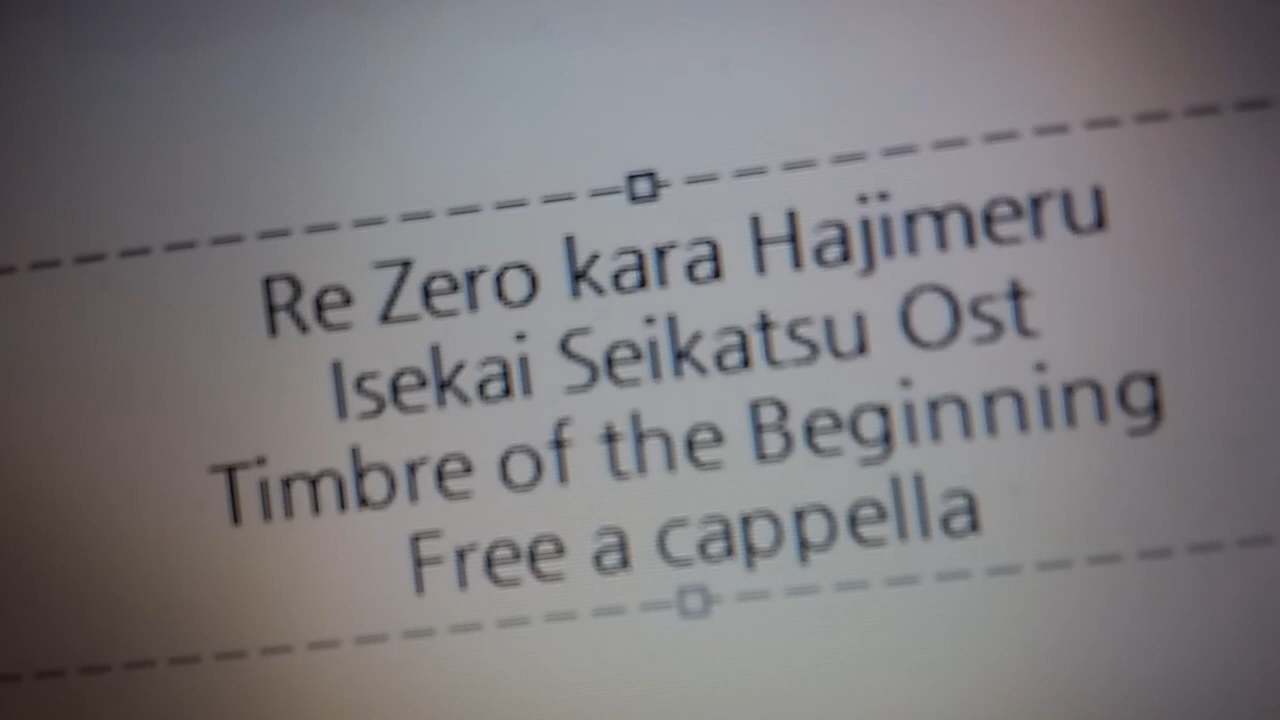 Re Zero kara Hajimeru
Isekai Seikatsu Ost
Timbre of the Beginning
Free a cappella